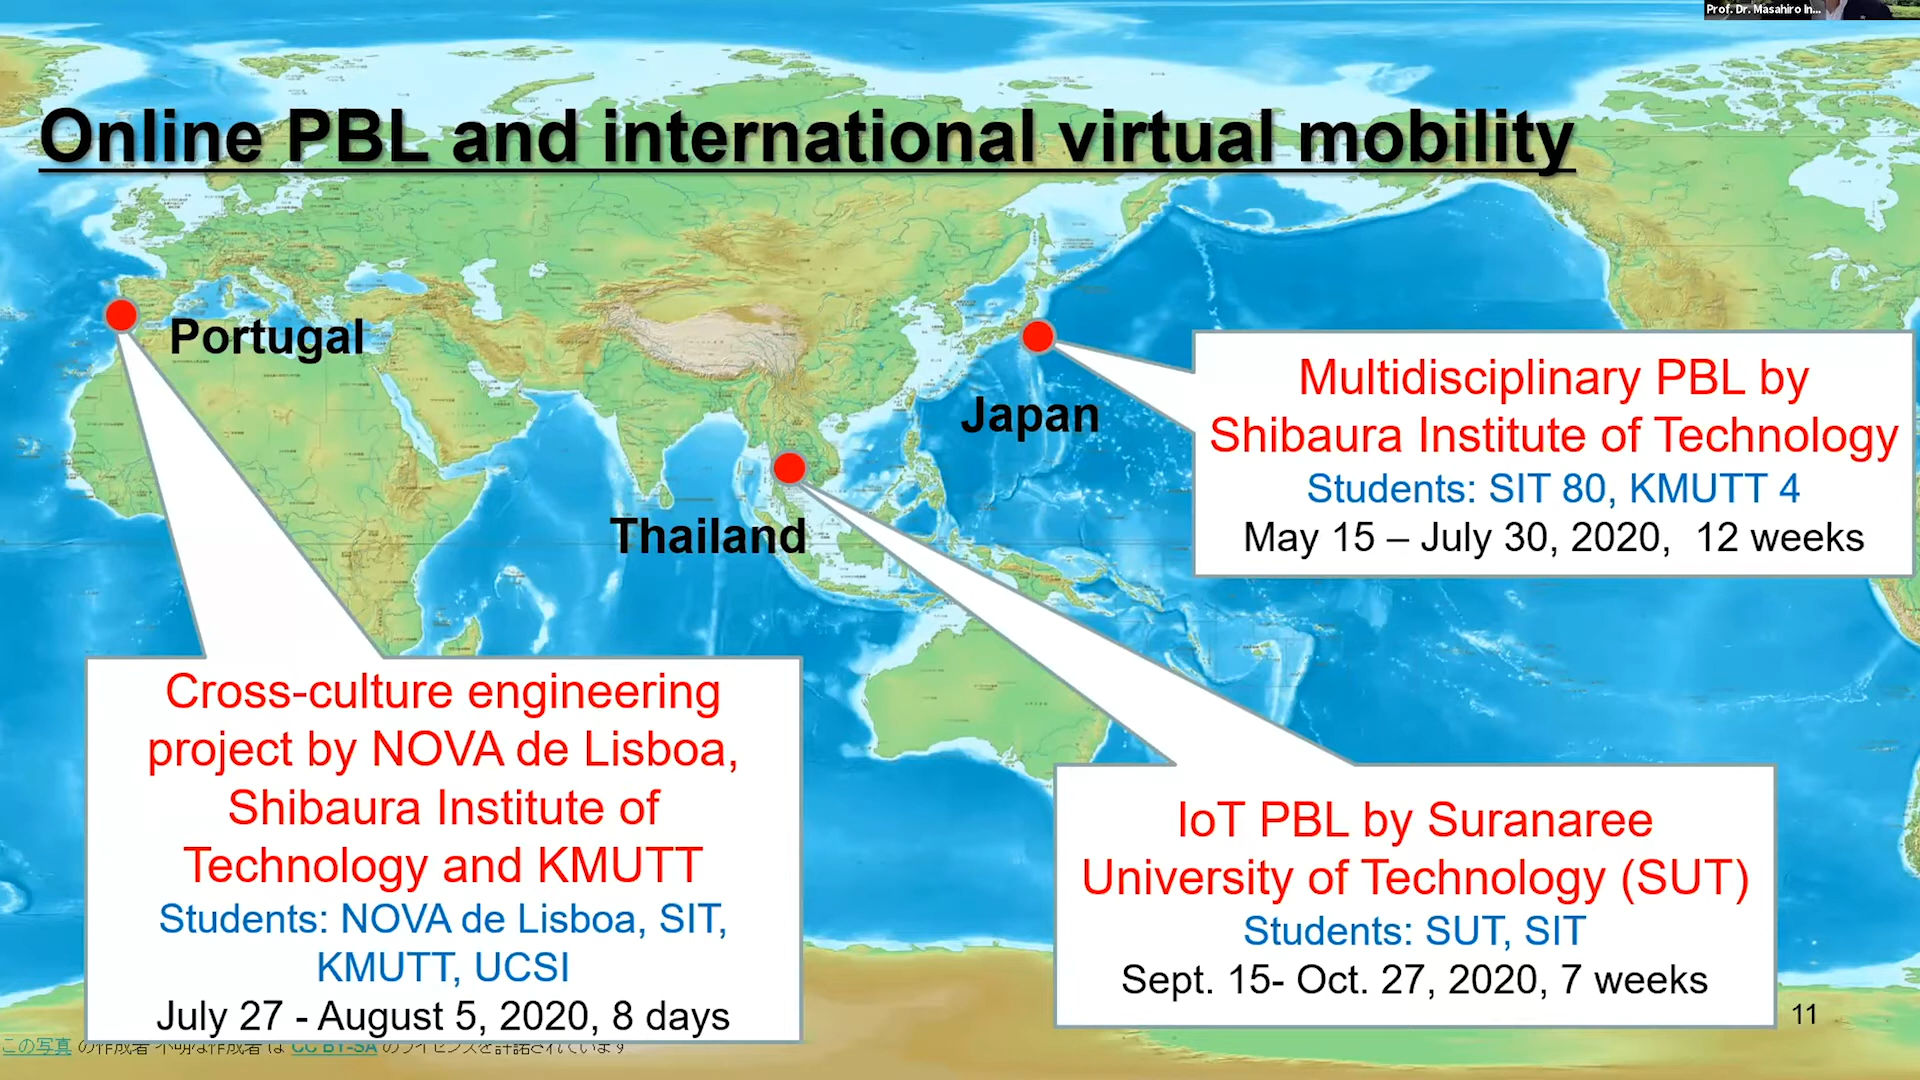 Prof. Dr. Masahiro In...
Online PBL and international virtual mobility
Portugal
Japan
Thailand
Multidisciplinary PBL by
Shibaura Institute of Technology
Students: SIT 80, KMUTT 4
May 15 – July 30, 2020, 12 weeks
Cross-culture engineering
project by NOVA de Lisboa,
Shibaura Institute of
Technology and KMUTT
Students: NOVA de Lisboa, SIT,
KMUTT, UCSI
July 27 - August 5, 2020, 8 days
IoT PBL by Suranaree
University of Technology (SUT)
Students: SUT, SIT
Sept. 15- Oct. 27, 2020, 7 weeks
11
この写真 の作成者 不明な作成者 は CC BY-SA のライセンスを許諾されています